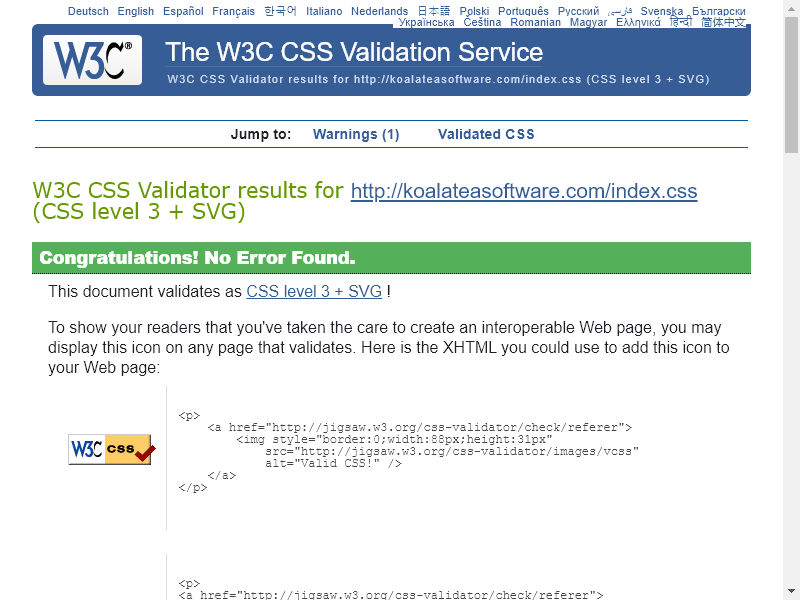 Deutsch English Español Français 한국어 Italiano Nederlands 日本語 Polski Português Русский فارسی Svenska Български
Українська Čeština Romanian Magyar Ελληνικά हिन्दी 简体中文
W3C®
The W3C CSS Validation Service
W3C CSS Validator results for http://koalateasoftware.com/index.css (CSS level 3 + SVG)
Jump to: Warnings (1) Validated CSS
W3C CSS Validator results for http://koalateasoftware.com/index.css
(CSS level 3 + SVG)
Congratulations! No Error Found.
This document validates as CSS level 3 + SVG !
To show your readers that you've taken the care to create an interoperable Web page, you may
display this icon on any page that validates. Here is the XHTML you could use to add this icon to
your Web page:
W3C css
<p>
<a href="http://jigsaw.w3.org/css-validator/check/referer">
<img style="border:0;width:88px;height:31px"
src="http://jigsaw.w3.org/css-validator/images/vcss"
alt="Valid CSS!" />
</a>
</p>
<p>
<a href="http://jigsaw.w3.org/css-validator/check/referer">